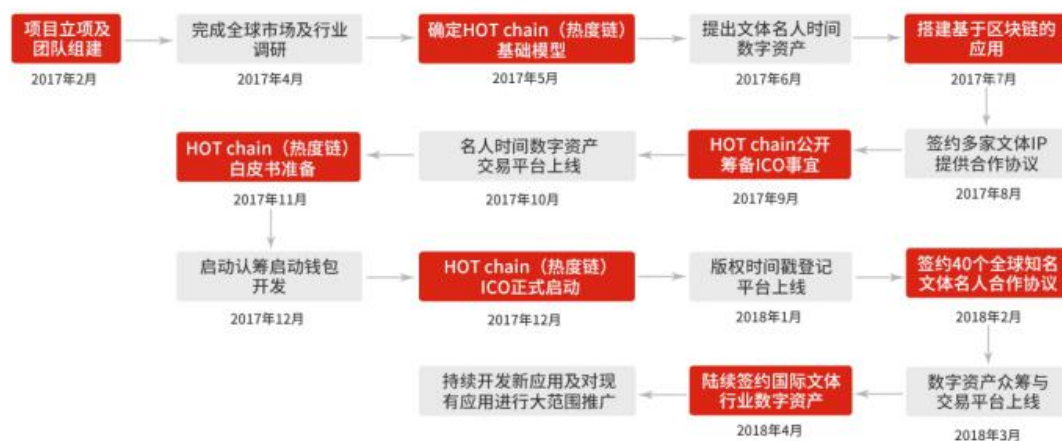 项目立项及
团队组建
2017年2月
完成全球市场及行业
调研
2017年4月
确定HOT chain（热度链）
基础模型
2017年5月
提出文体名人时间
数字资产
2017年6月
搭建基于区块链的
应用
2017年7月
签约多家文体IP
提供合作协议
2017年8月
HOT chain公开
筹备ICO事宜
2017年9月
名人时间数字资产
交易平台上线
2017年10月
HOT chain（热度链）
白皮书准备
2017年11月
启动认筹启动钱包
开发
2017年12月
HOT chain（热度链）
ICO正式启动
2017年12月
版权时间戳登记
平台上线
2018年1月
签约40个全球知名
文体名人合作协议
2018年2月
数字资产众筹与
交易平台上线
2018年3月
陆续签约国际文体
行业数字资产
2018年4月
持续开发新应用及对现
有应用进行大范围推广